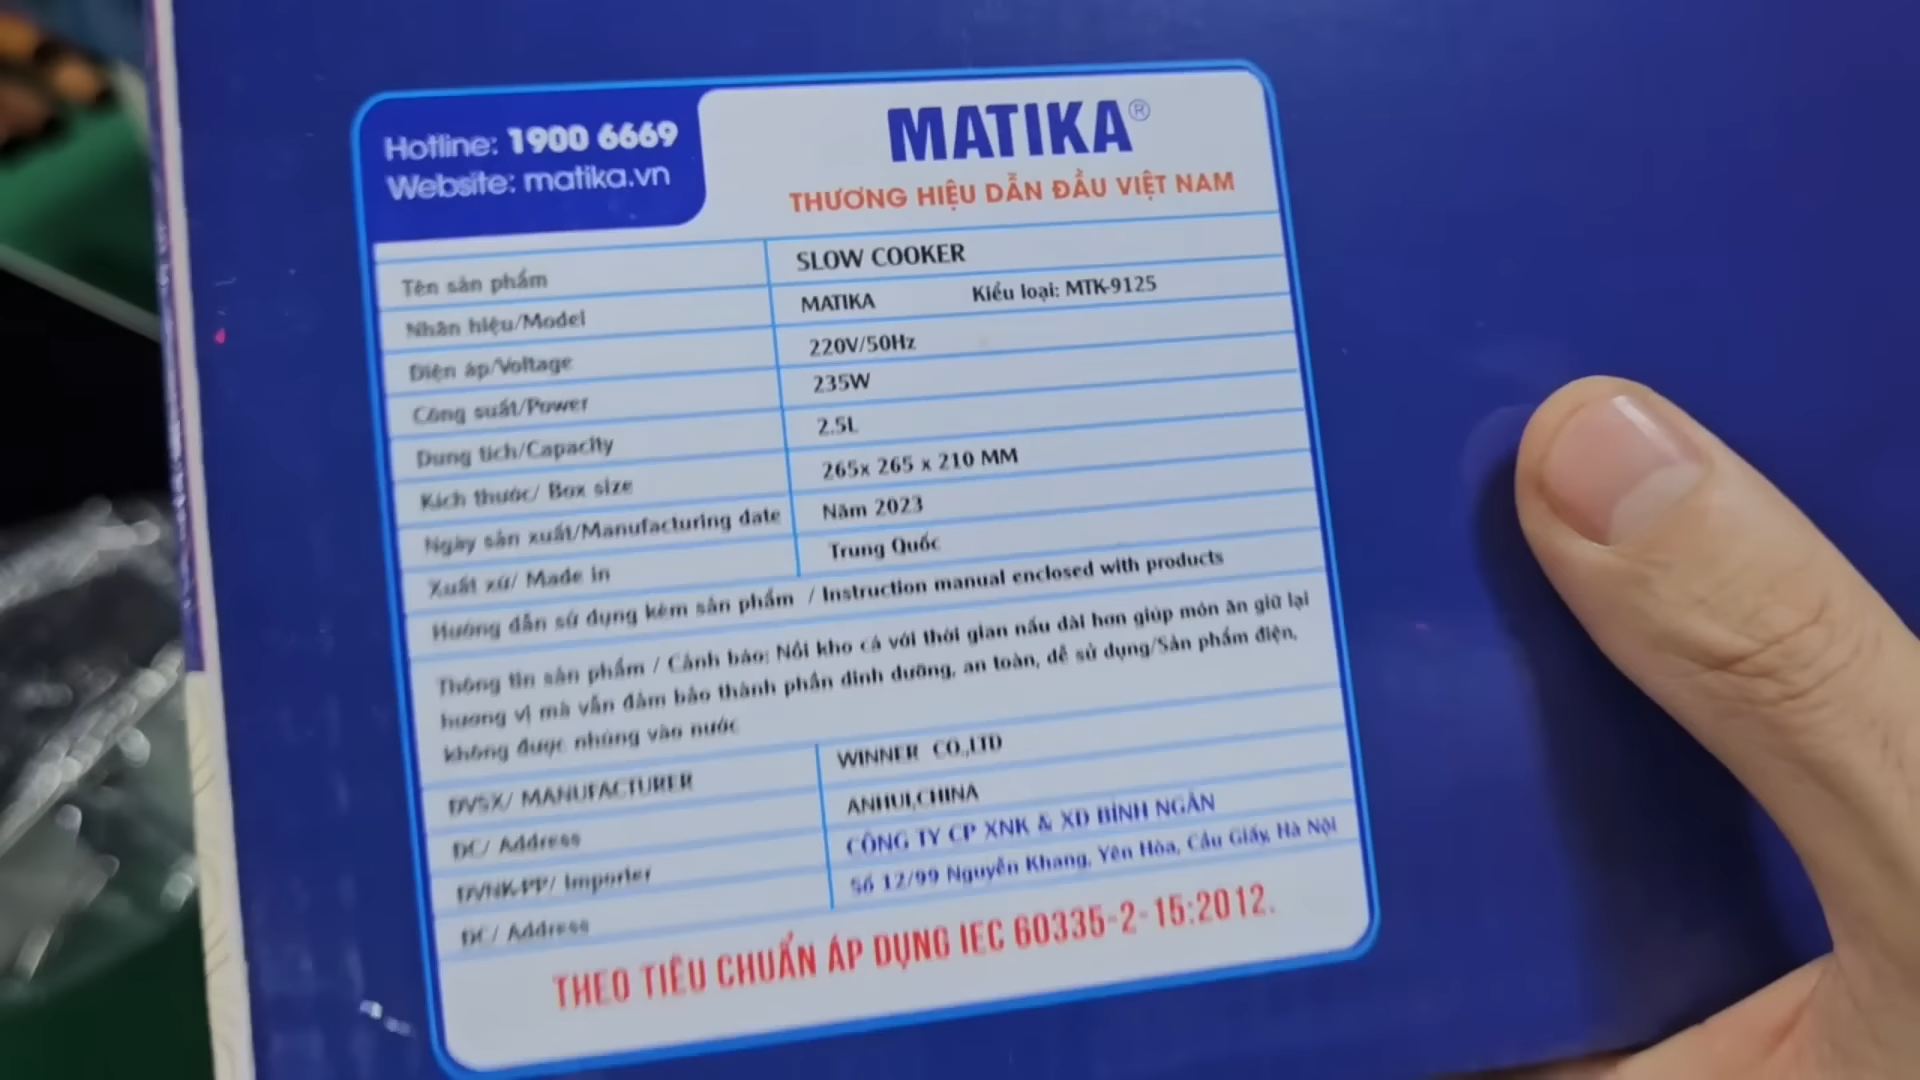 Hotline: 1900 6669
Website: matika.vn
MATIKA®
THƯƠNG HIỆU DẪN ĐẦU VIỆT NAM
Tên sản phẩm SLOW COOKER
Nhãn hiệu/Model MATIKA Kiểu loại: MTK-9125
Điện áp/Voltage 220V/50Hz
Công suất/Power 235W
Dung tích/Capacity 2.5L
Kích thước/ Box size 265x 265 x 210 MM
Ngày sản xuất/Manufacturing date Năm 2023
Xuất xứ/ Made in Trung Quốc
Hướng dẫn sử dụng kèm sản phẩm / Instruction manual enclosed with products
Thông tin sản phẩm / Cảnh báo: Nồi kho cá với thời gian nấu dài hơn giúp món ăn giữ lại
hương vị mà vẫn đảm bảo thành phần dinh dưỡng, an toàn, dễ sử dụng/Sản phẩm điện,
không được nhúng vào nước
ĐVSX/ MANUFACTURER WINNER CO.,LTD
ĐC/ Address ANHUI,CHINA
ĐVNK-PP/ Importer CÔNG TY CP XNK & XD BÌNH NGÂN
ĐC/ Address Số 12/99 Nguyễn Khang, Yên Hòa, Cầu Giấy, Hà Nội
THEO TIÊU CHUẨN ÁP DỤNG IEC 60335-2-15:2012.